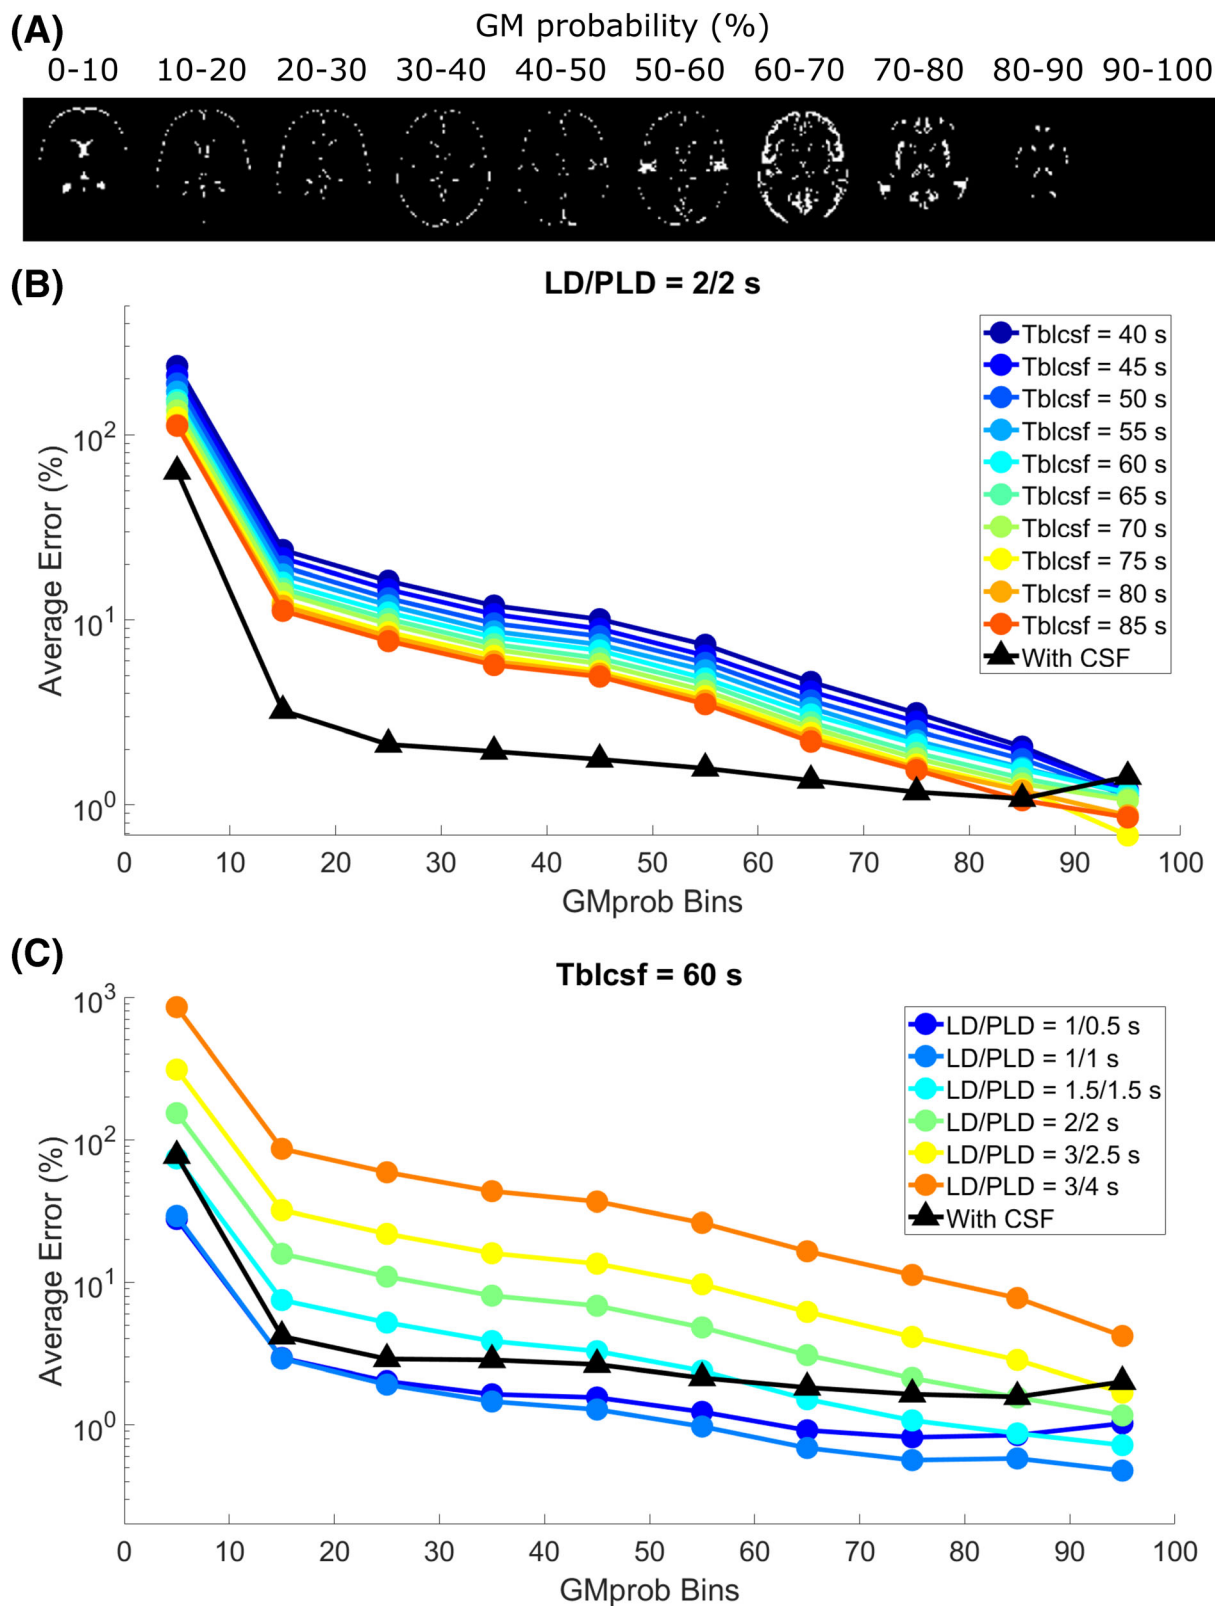 (A)
GM probability (%)
0-10 10-20 20-30 30-40 40-50 50-60 60-70 70-80 80-90 90-100
(B)
LD/PLD = 2/2 s
Average Error (%)
10²
10¹
10⁰
Tblcsf = 40 s
Tblcsf = 45 s
Tblcsf = 50 s
Tblcsf = 55 s
Tblcsf = 60 s
Tblcsf = 65 s
Tblcsf = 70 s
Tblcsf = 75 s
Tblcsf = 80 s
Tblcsf = 85 s
With CSF
0 10 20 30 40 50 60 70 80 90 100
GMprob Bins
(C)
Tblcsf = 60 s
Average Error (%)
10³
10²
10¹
10⁰
LD/PLD = 1/0.5 s
LD/PLD = 1/1 s
LD/PLD = 1.5/1.5 s
LD/PLD = 2/2 s
LD/PLD = 3/2.5 s
LD/PLD = 3/4 s
With CSF
0 10 20 30 40 50 60 70 80 90 100
GMprob Bins